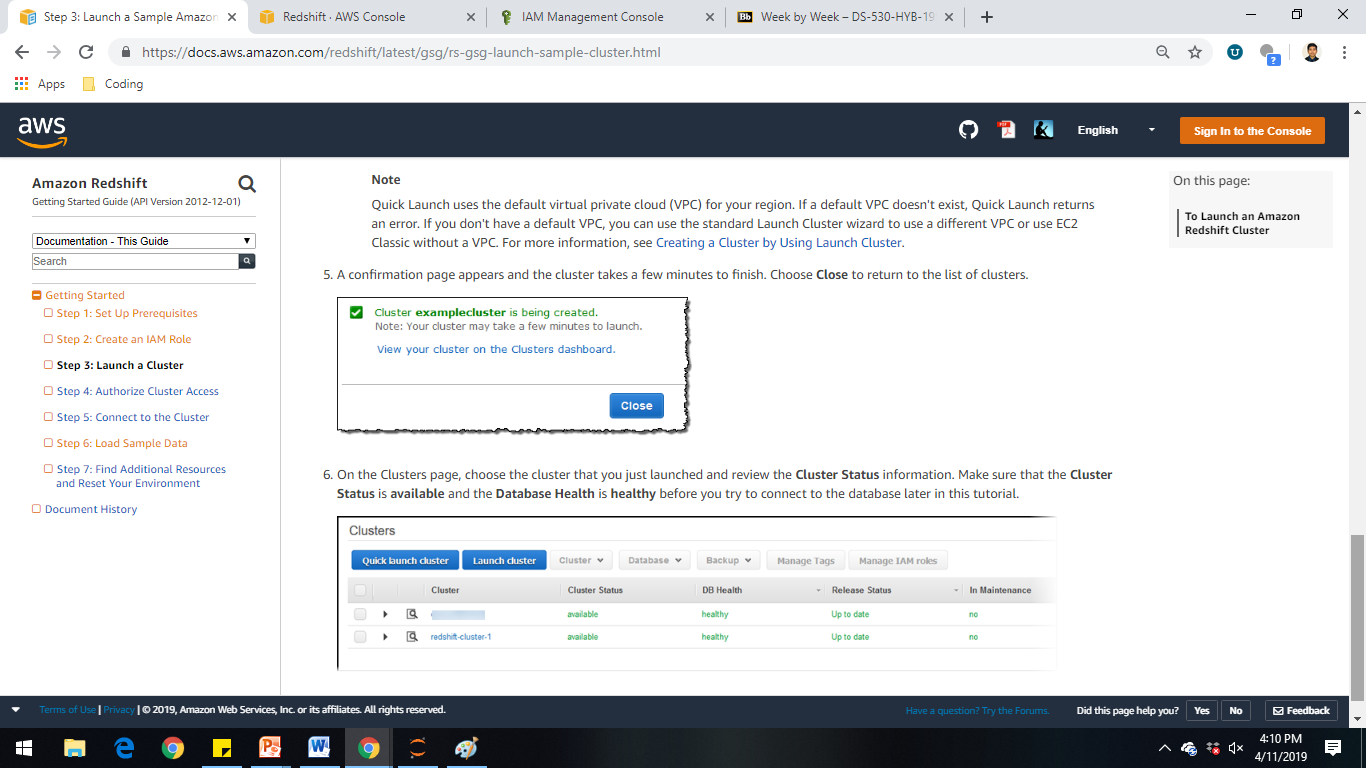 Step 3: Launch a Sample Amazon
Redshift · AWS Console
IAM Management Console
Bb
Week by Week – DS-530-HYB-19
https://docs.aws.amazon.com/redshift/latest/gsg/rs-gsg-launch-sample-cluster.html
Apps
Coding
aws
English
Sign In to the Console
Amazon Redshift
Getting Started Guide (API Version 2012-12-01)
Documentation - This Guide
Search
Getting Started
Step 1: Set Up Prerequisites
Step 2: Create an IAM Role
Step 3: Launch a Cluster
Step 4: Authorize Cluster Access
Step 5: Connect to the Cluster
Step 6: Load Sample Data
Step 7: Find Additional Resources
and Reset Your Environment
Document History
Note
Quick Launch uses the default virtual private cloud (VPC) for your region. If a default VPC doesn't exist, Quick Launch returns
an error. If you don't have a default VPC, you can use the standard Launch Cluster wizard to use a different VPC or use EC2
Classic without a VPC. For more information, see Creating a Cluster by Using Launch Cluster.
5. A confirmation page appears and the cluster takes a few minutes to finish. Choose Close to return to the list of clusters.
Cluster examplecluster is being created.
Note: Your cluster may take a few minutes to launch.
View your cluster on the Clusters dashboard.
Close
6. On the Clusters page, choose the cluster that you just launched and review the Cluster Status information. Make sure that the Cluster
Status is available and the Database Health is healthy before you try to connect to the database later in this tutorial.
Clusters
Quick launch cluster
Launch cluster
Cluster
Database
Backup
Manage Tags
Manage IAM roles
Cluster
Cluster Status
DB Health
Release Status
In Maintenance
available
healthy
Up to date
no
redshift-cluster-1
available
healthy
Up to date
no
On this page:
To Launch an Amazon
Redshift Cluster
Terms of Use | Privacy | © 2019, Amazon Web Services, Inc. or its affiliates. All rights reserved.
Have a question? Try the Forums.
Did this page help you?
Yes
No
Feedback
4:10 PM
4/11/2019